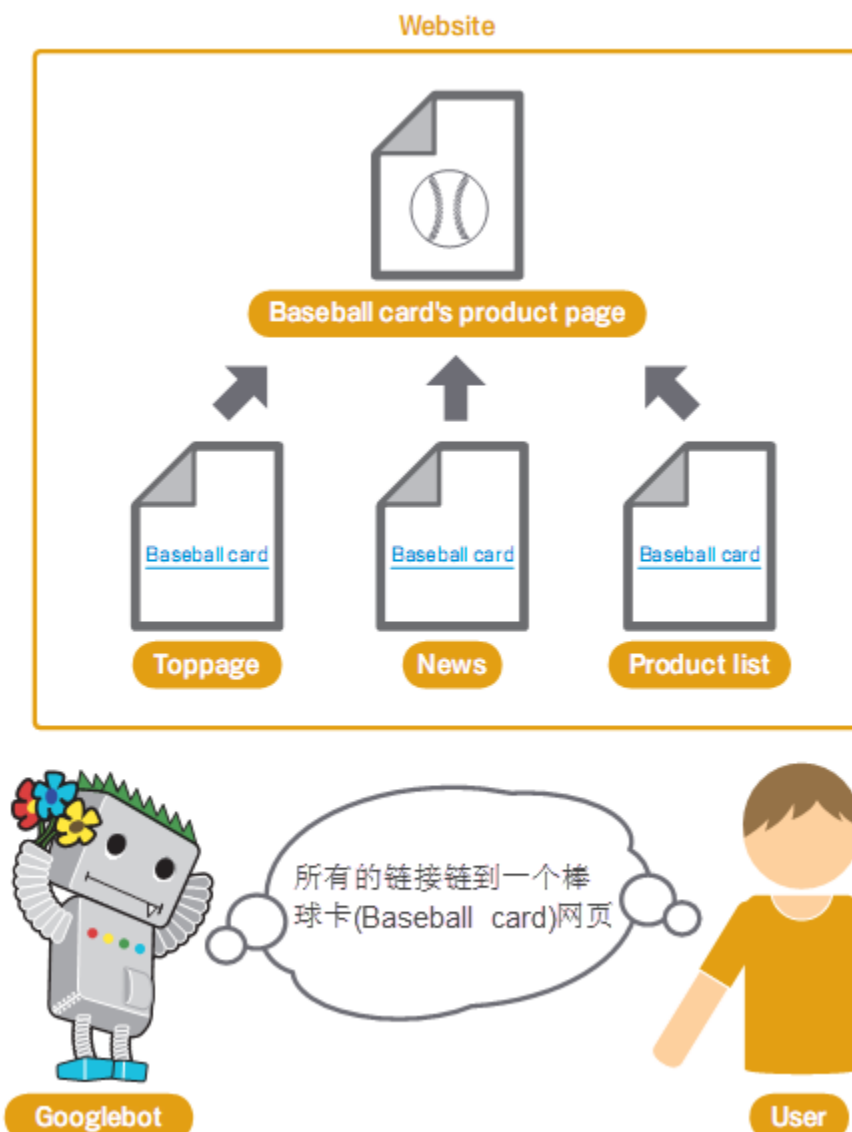 Website
Baseball card's product page
Baseball card
Baseball card
Baseball card
Toppage
News
Product list
所有的链接链到一个棒
球卡(Baseball card)网页
Googlebot
User